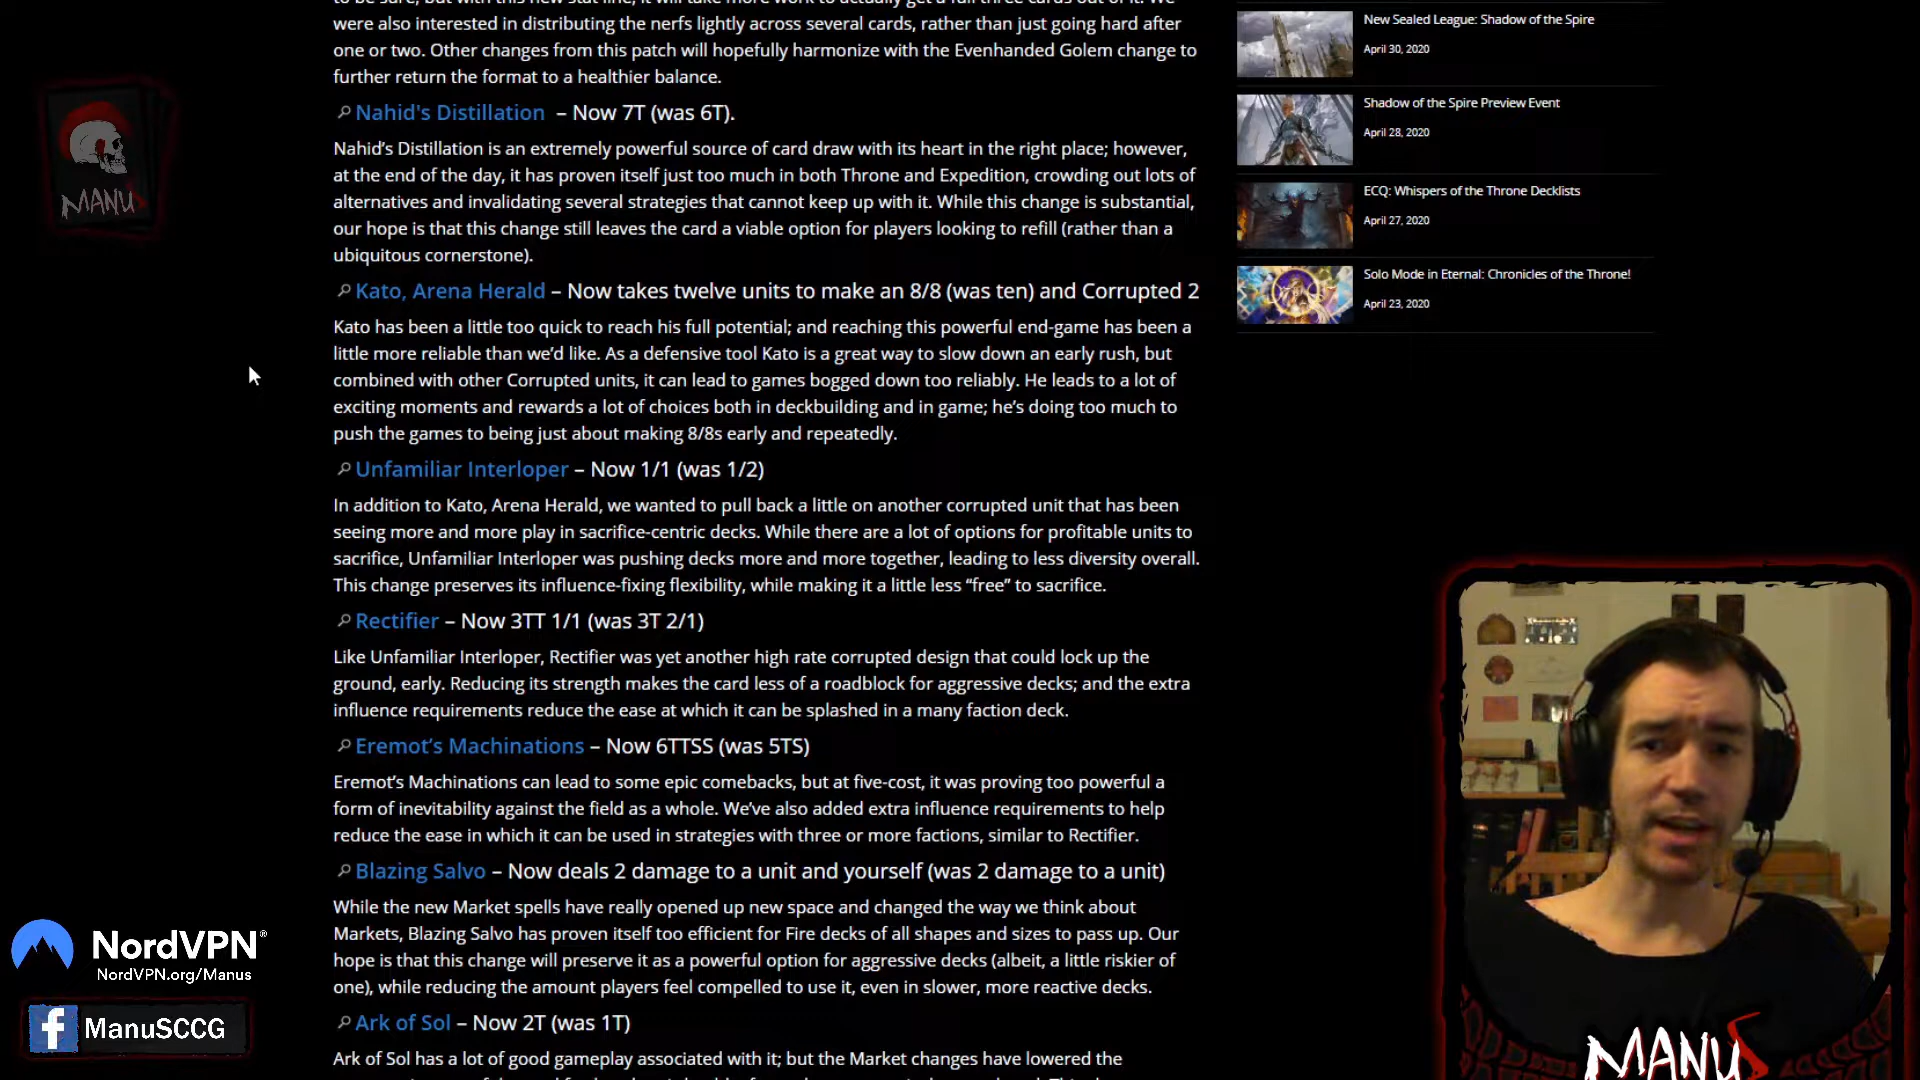 to be sure, but with this new stat line, it will take more work to actually get a full three cards out of it. We
were also interested in distributing the nerfs lightly across several cards, rather than just going hard after
one or two. Other changes from this patch will hopefully harmonize with the Evenhanded Golem change to
further return the format to a healthier balance.
Nahid's Distillation – Now 7T (was 6T).
Nahid’s Distillation is an extremely powerful source of card draw with its heart in the right place; however,
at the end of the day, it has proven itself just too much in both Throne and Expedition, crowding out lots of
alternatives and invalidating several strategies that cannot keep up with it. While this change is substantial,
our hope is that this change still leaves the card a viable option for players looking to refill (rather than a
ubiquitous cornerstone).
Kato, Arena Herald – Now takes twelve units to make an 8/8 (was ten) and Corrupted 2
Kato has been a little too quick to reach his full potential; and reaching this powerful end-game has been a
little more reliable than we’d like. As a defensive tool Kato is a great way to slow down an early rush, but
combined with other Corrupted units, it can lead to games bogged down too reliably. He leads to a lot of
exciting moments and rewards a lot of choices both in deckbuilding and in game; he’s doing too much to
push the games to being just about making 8/8s early and repeatedly.
Unfamiliar Interloper – Now 1/1 (was 1/2)
In addition to Kato, Arena Herald, we wanted to pull back a little on another corrupted unit that has been
seeing more and more play in sacrifice-centric decks. While there are a lot of options for profitable units to
sacrifice, Unfamiliar Interloper was pushing decks more and more together, leading to less diversity overall.
This change preserves its influence-fixing flexibility, while making it a little less “free” to sacrifice.
Rectifier – Now 3TT 1/1 (was 3T 2/1)
Like Unfamiliar Interloper, Rectifier was yet another high rate corrupted design that could lock up the
ground, early. Reducing its strength makes the card less of a roadblock for aggressive decks; and the extra
influence requirements reduce the ease at which it can be splashed in a many faction deck.
Eremot’s Machinations – Now 6TTSS (was 5TS)
Eremot’s Machinations can lead to some epic comebacks, but at five-cost, it was proving too powerful a
form of inevitability against the field as a whole. We’ve also added extra influence requirements to help
reduce the ease in which it can be used in strategies with three or more factions, similar to Rectifier.
Blazing Salvo – Now deals 2 damage to a unit and yourself (was 2 damage to a unit)
While the new Market spells have really opened up new space and changed the way we think about
Markets, Blazing Salvo has proven itself too efficient for Fire decks of all shapes and sizes to pass up. Our
hope is that this change will preserve it as a powerful option for aggressive decks (albeit, a little riskier of
one), while reducing the amount players feel compelled to use it, even in slower, more reactive decks.
Ark of Sol – Now 2T (was 1T)
Ark of Sol has a lot of good gameplay associated with it; but the Market changes have lowered the
New Sealed League: Shadow of the Spire
April 30, 2020
Shadow of the Spire Preview Event
April 28, 2020
ECQ: Whispers of the Throne Decklists
April 27, 2020
Solo Mode in Eternal: Chronicles of the Throne!
April 23, 2020
MANUS
NordVPN®
NordVPN.org/Manus
f ManuSCCG
MANUS